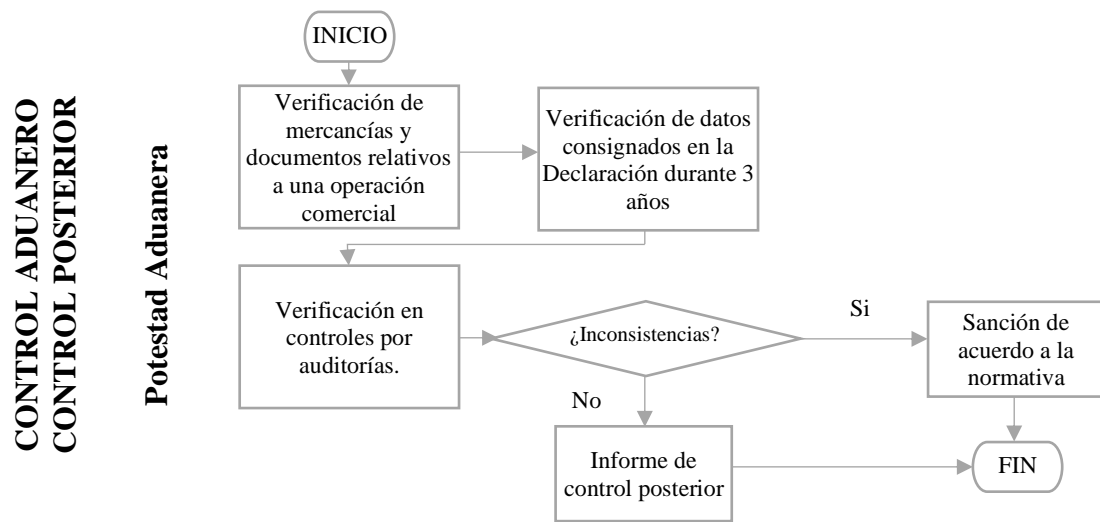 CONTROL ADUANERO
CONTROL POSTERIOR
Potestad Aduanera
INICIO
Verificación de
mercancías y
documentos relativos
a una operación
comercial
Verificación de datos
consignados en la
Declaración durante 3
años
Verificación en
controles por
auditorías.
¿Inconsistencias?
Si
Sanción de
acuerdo a la
normativa
No
Informe de
control posterior
FIN